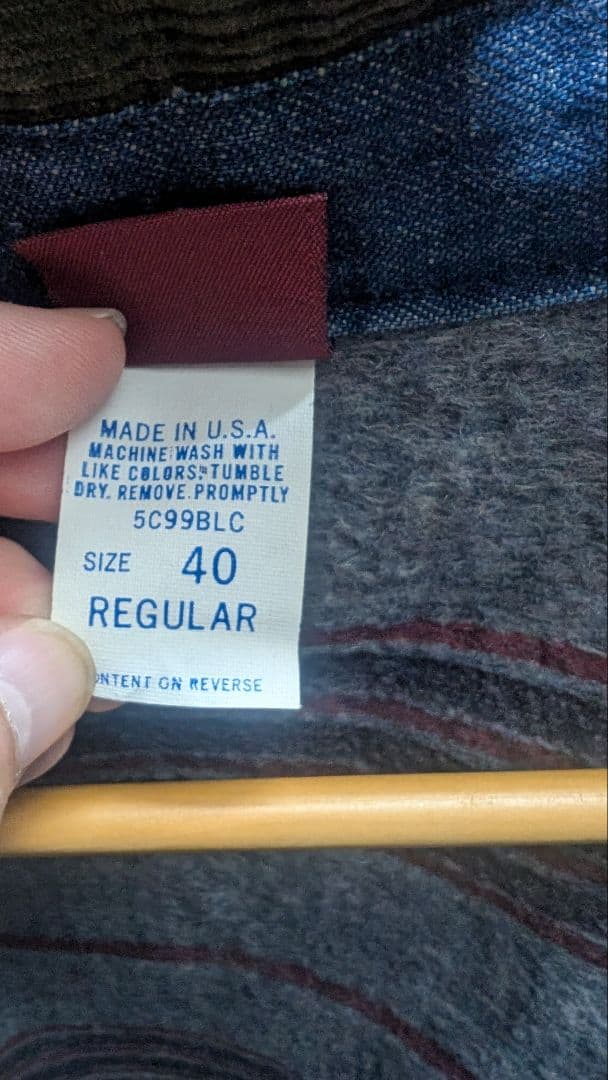 MADE IN U.S.A.
MACHINE WASH WITH
LIKE COLORS, TUMBLE
DRY. REMOVE PROMPTLY
5C99BLC
SIZE 40
REGULAR
ONTENT ON REVERSE